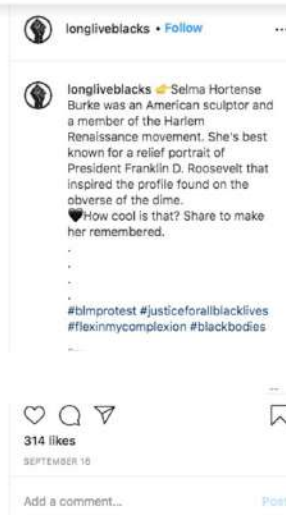 longliveblacks • Follow
longliveblacks 👉Selma Hortense
Burke was an American sculptor and
a member of the Harlem
Renaissance movement. She's best
known for a relief portrait of
President Franklin D. Roosevelt that
inspired the profile found on the
obverse of the dime.
🖤How cool is that? Share to make
her remembered.
.
.
.
.
#blmprotest #justiceforallblacklives
#flexinmycomplexion #blackbodies
314 likes
SEPTEMBER 16
Add a comment...
Post